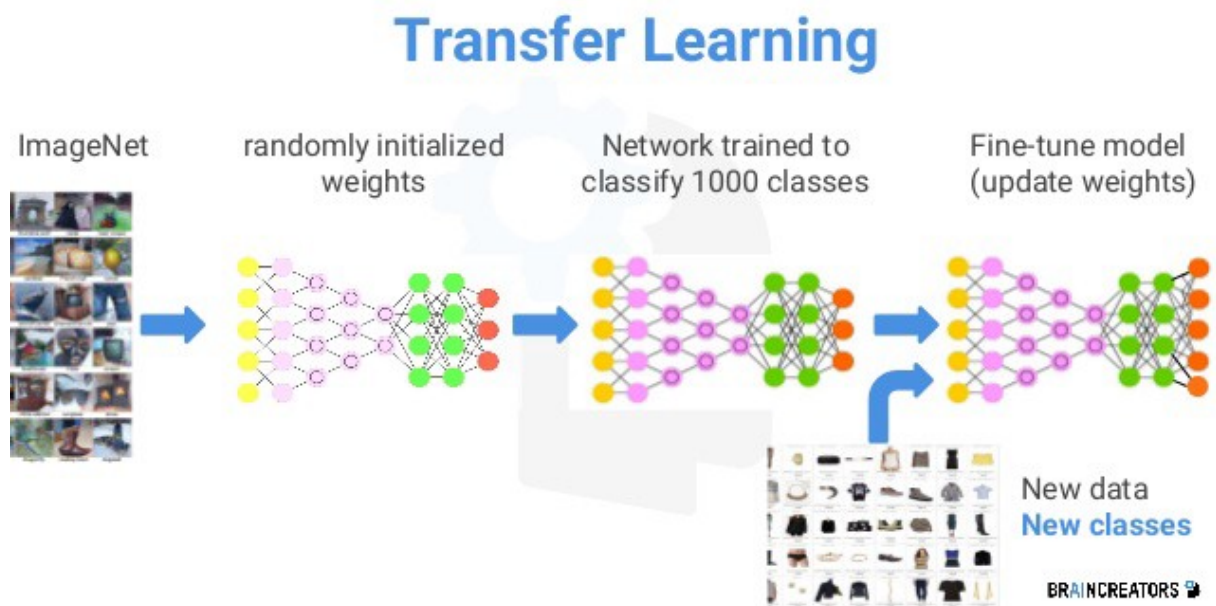 Transfer Learning
ImageNet
randomly initialized
weights
Network trained to
classify 1000 classes
Fine-tune model
(update weights)
New data
New classes
BRAINCREATORS